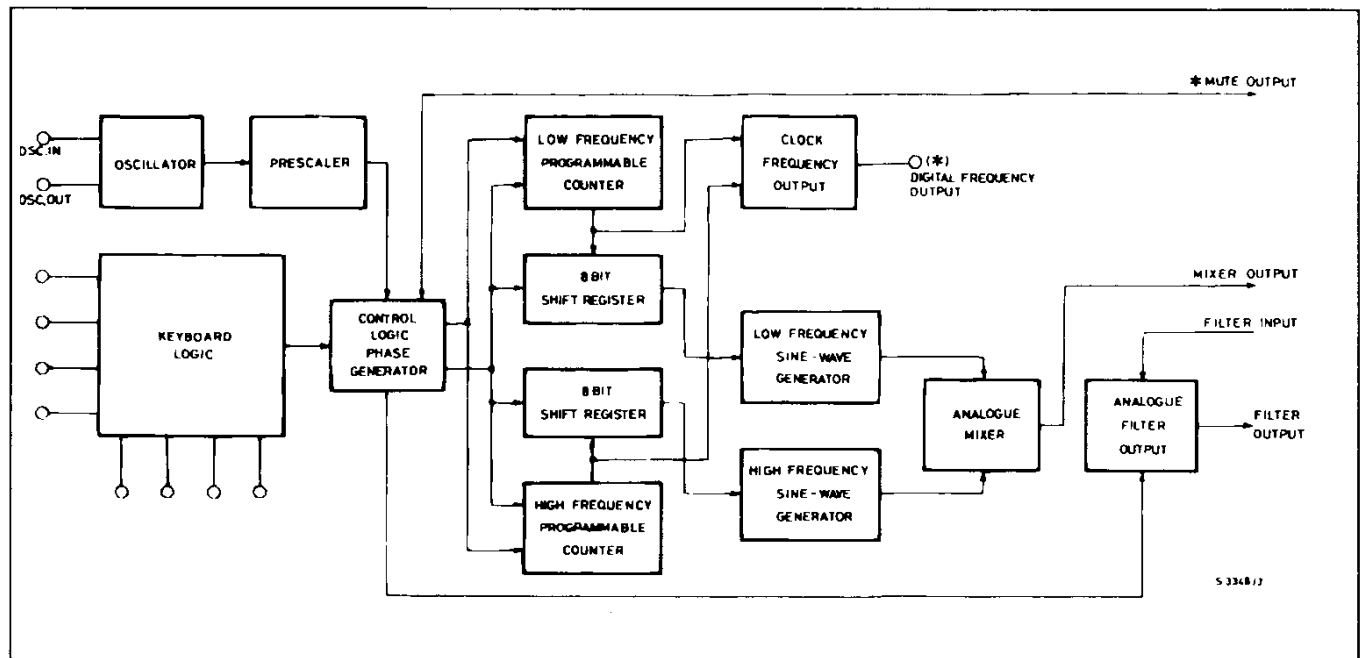 * MUTE OUTPUT
OSC. IN
OSC. OUT
OSCILLATOR
PRESCALER
LOW FREQUENCY
PROGRAMMABLE
COUNTER
CLOCK
FREQUENCY
OUTPUT
(*)
DIGITAL FREQUENCY
OUTPUT
KEYBOARD
LOGIC
CONTROL
LOGIC
PHASE
GENERATOR
8 BIT
SHIFT REGISTER
8 BIT
SHIFT REGISTER
HIGH FREQUENCY
PROGRAMMABLE
COUNTER
LOW FREQUENCY
SINE-WAVE
GENERATOR
HIGH FREQUENCY
SINE-WAVE
GENERATOR
ANALOGUE
MIXER
MIXER OUTPUT
FILTER INPUT
ANALOGUE
FILTER
OUTPUT
FILTER
OUTPUT